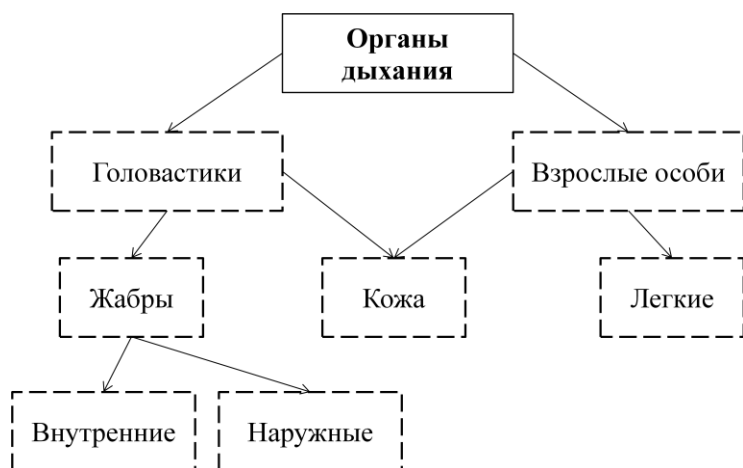 Органы
дыхания
Головастики
Взрослые особи
Жабры
Кожа
Легкие
Внутренние
Наружные